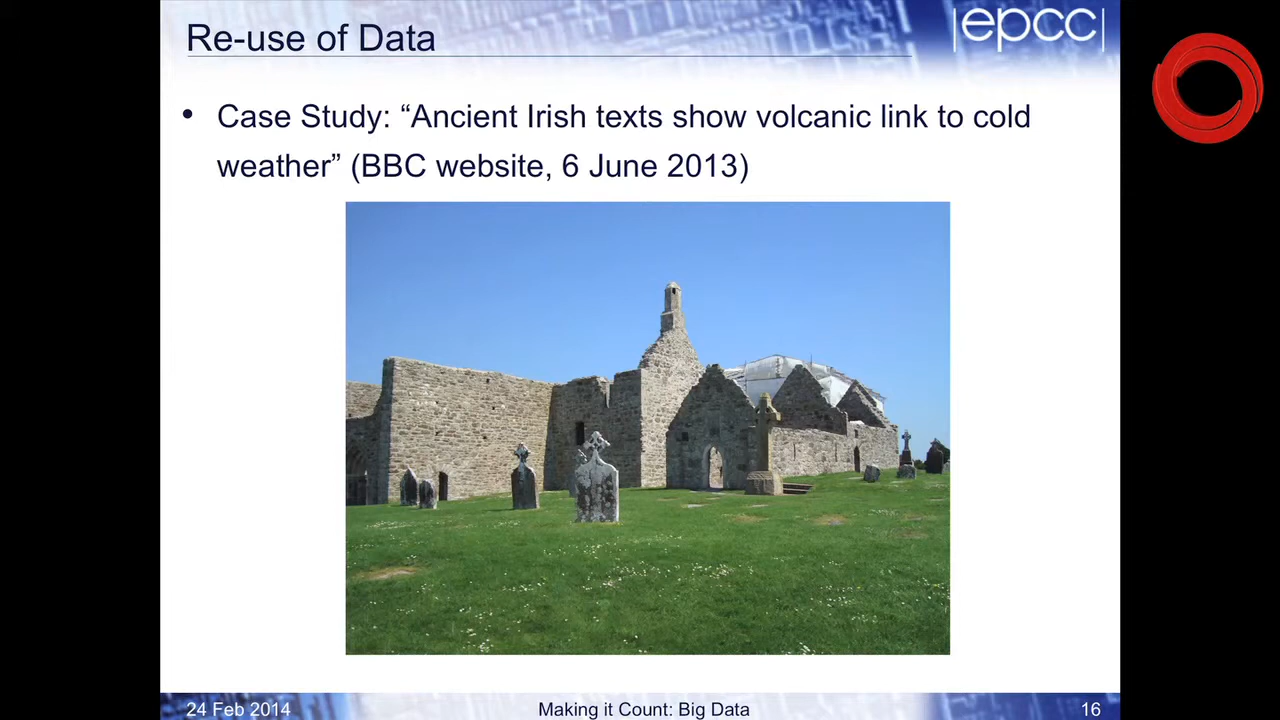 Re-use of Data
|epcc|
• Case Study: “Ancient Irish texts show volcanic link to cold
weather” (BBC website, 6 June 2013)
24 Feb 2014
Making it Count: Big Data
16